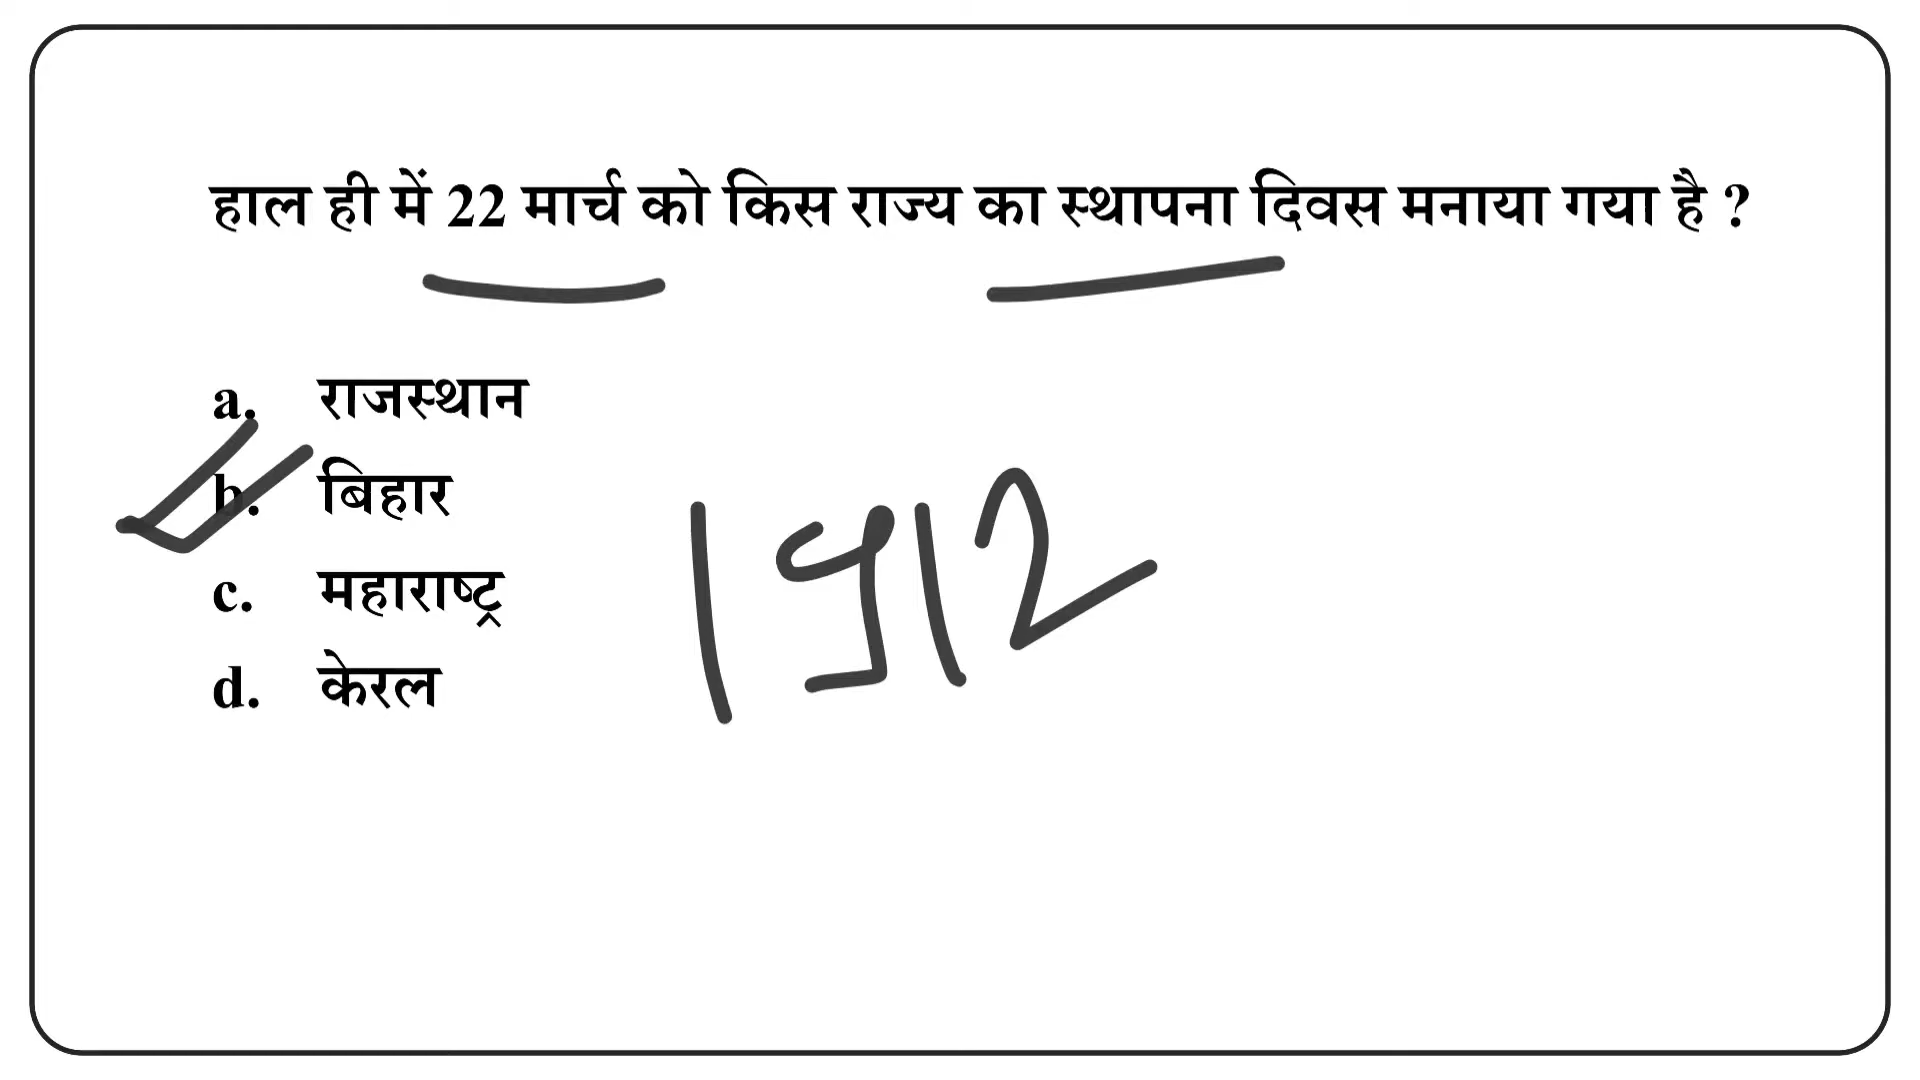 हाल ही में 22 मार्च को किस राज्य का स्थापना दिवस मनाया गया है ?
a. राजस्थान
b. बिहार
c. महाराष्ट्र
d. केरल
1912